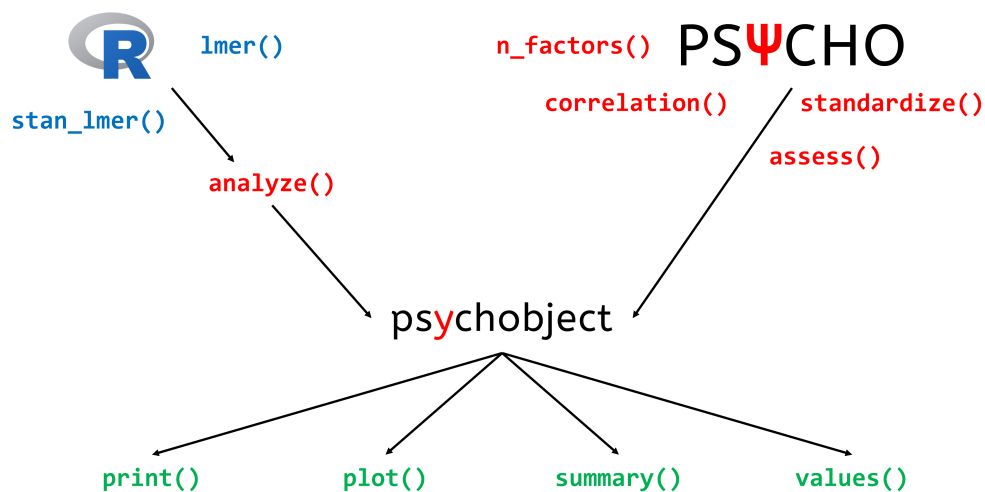 R
lmer()
n_factors()
PSΨCHO
stan_lmer()
correlation()
standardize()
assess()
analyze()
psychobject
print()
plot()
summary()
values()